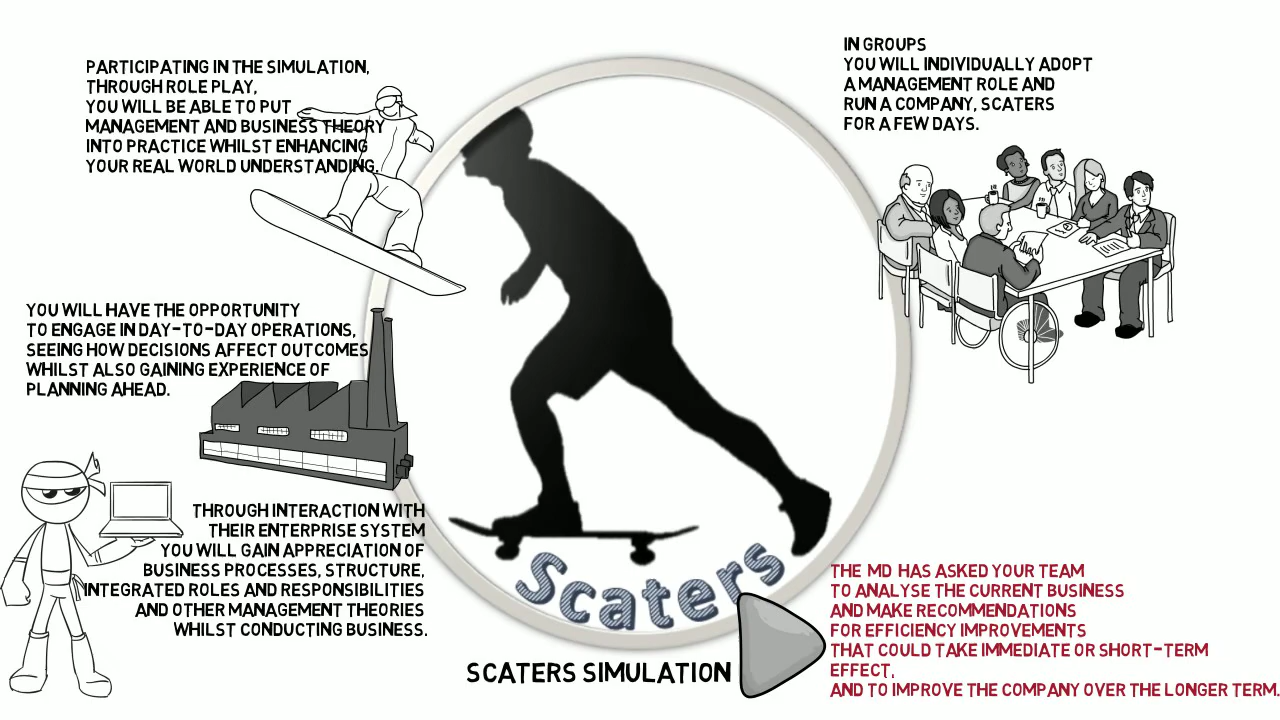 PARTICIPATING IN THE SIMULATION,
THROUGH ROLE PLAY,
YOU WILL BE ABLE TO PUT
MANAGEMENT AND BUSINESS THEORY
INTO PRACTICE WHILST ENHANCING
YOUR REAL WORLD UNDERSTANDING.
IN GROUPS
YOU WILL INDIVIDUALLY ADOPT
A MANAGEMENT ROLE AND
RUN A COMPANY, SCATERS
FOR A FEW DAYS.
YOU WILL HAVE THE OPPORTUNITY
TO ENGAGE IN DAY-TO-DAY OPERATIONS,
SEEING HOW DECISIONS AFFECT OUTCOMES
WHILST ALSO GAINING EXPERIENCE OF
PLANNING AHEAD.
THROUGH INTERACTION WITH
THEIR ENTERPRISE SYSTEM
YOU WILL GAIN APPRECIATION OF
BUSINESS PROCESSES, STRUCTURE,
INTEGRATED ROLES AND RESPONSIBILITIES
AND OTHER MANAGEMENT THEORIES
WHILST CONDUCTING BUSINESS.
Scaters
SCATERS SIMULATION
THE MD HAS ASKED YOUR TEAM
TO ANALYSE THE CURRENT BUSINESS
AND MAKE RECOMMENDATIONS
FOR EFFICIENCY IMPROVEMENTS
THAT COULD TAKE IMMEDIATE OR SHORT-TERM
EFFECT,
AND TO IMPROVE THE COMPANY OVER THE LONGER TERM.